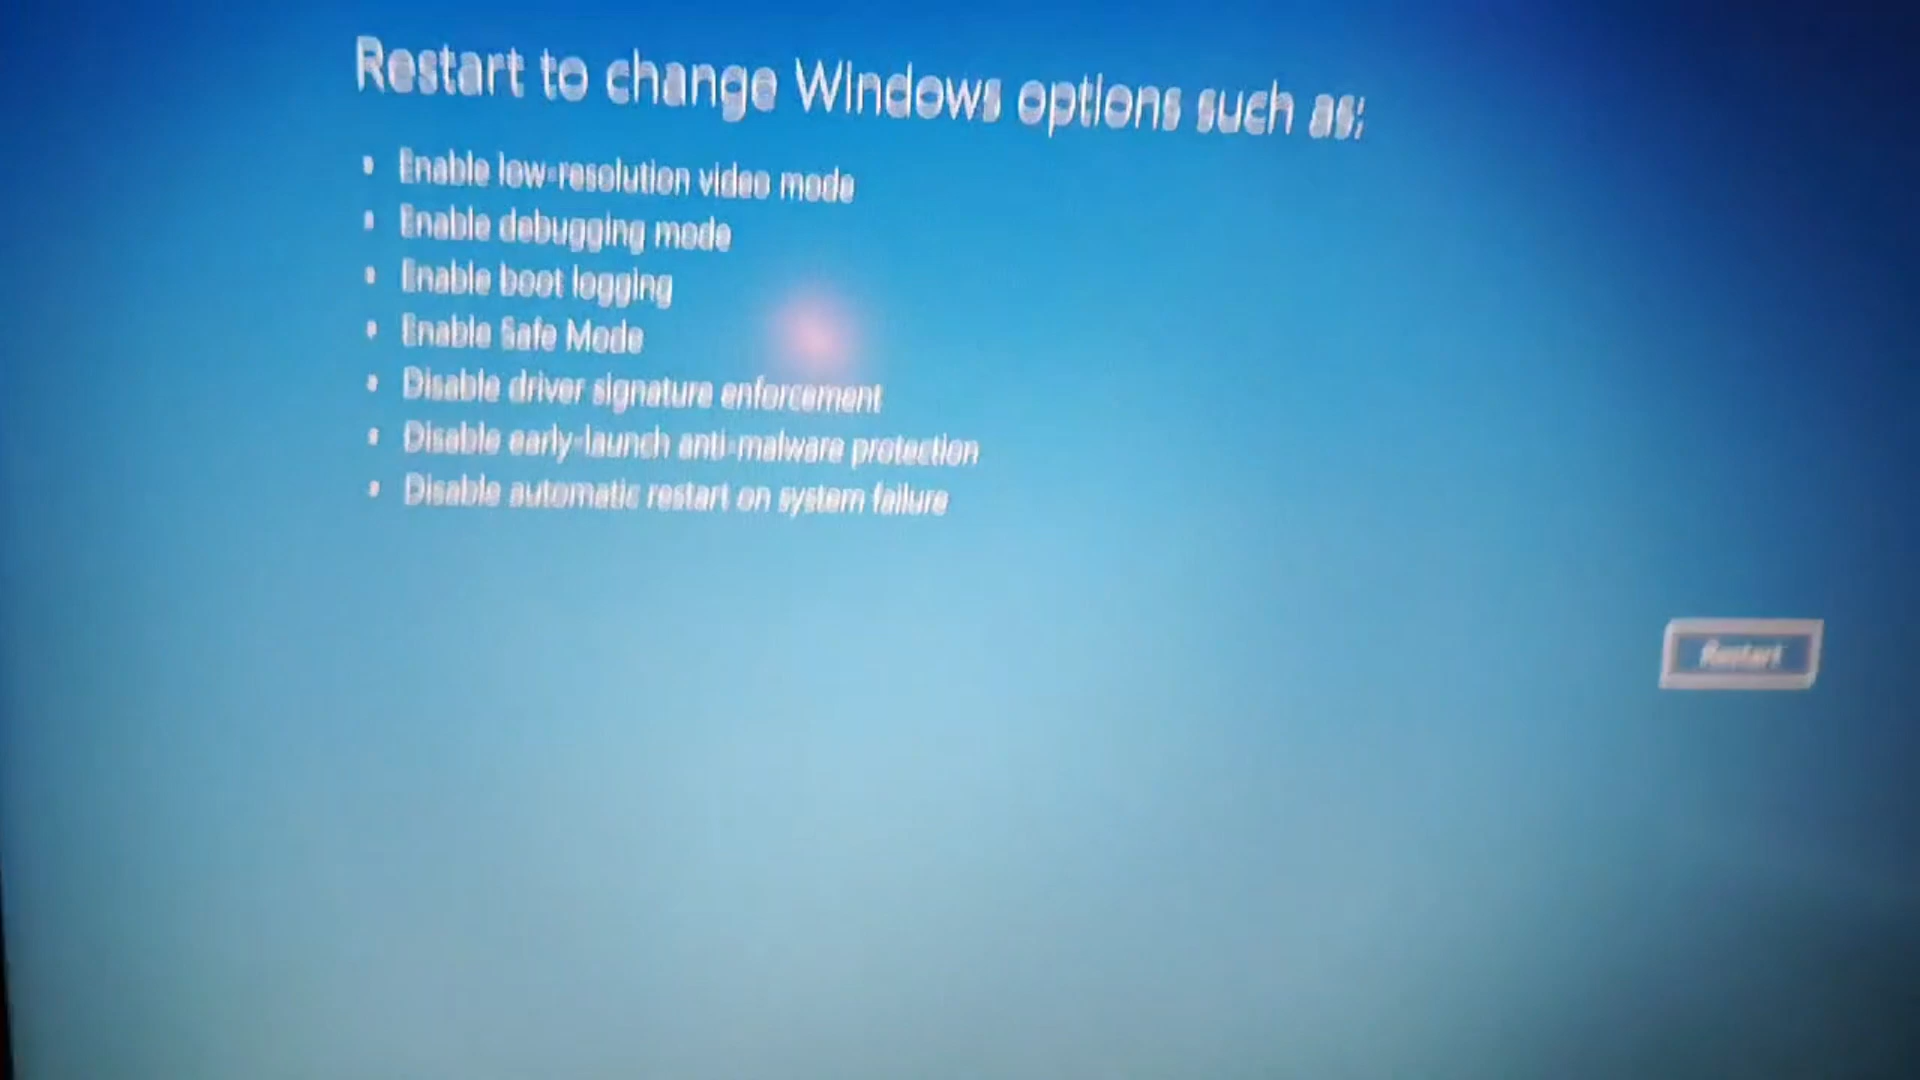 Restart to change Windows options such as:
• Enable low-resolution video mode
• Enable debugging mode
• Enable boot logging
• Enable Safe Mode
• Disable driver signature enforcement
• Disable early-launch anti-malware protection
• Disable automatic restart on system failure
Restart